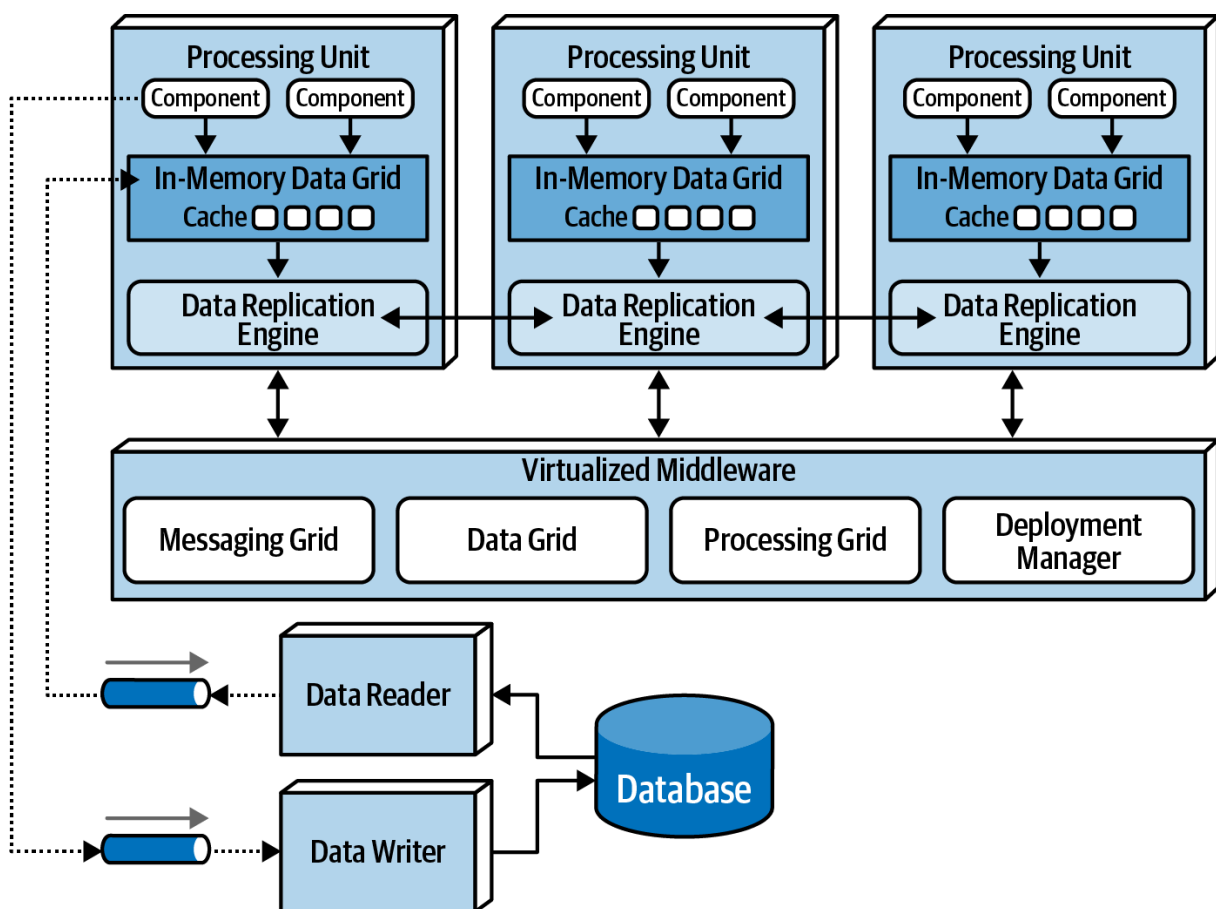 Processing Unit
Component
Component
In-Memory Data Grid
Cache
Data Replication
Engine
Processing Unit
Component
Component
In-Memory Data Grid
Cache
Data Replication
Engine
Processing Unit
Component
Component
In-Memory Data Grid
Cache
Data Replication
Engine
Virtualized Middleware
Messaging Grid
Data Grid
Processing Grid
Deployment
Manager
Data Reader
Database
Data Writer